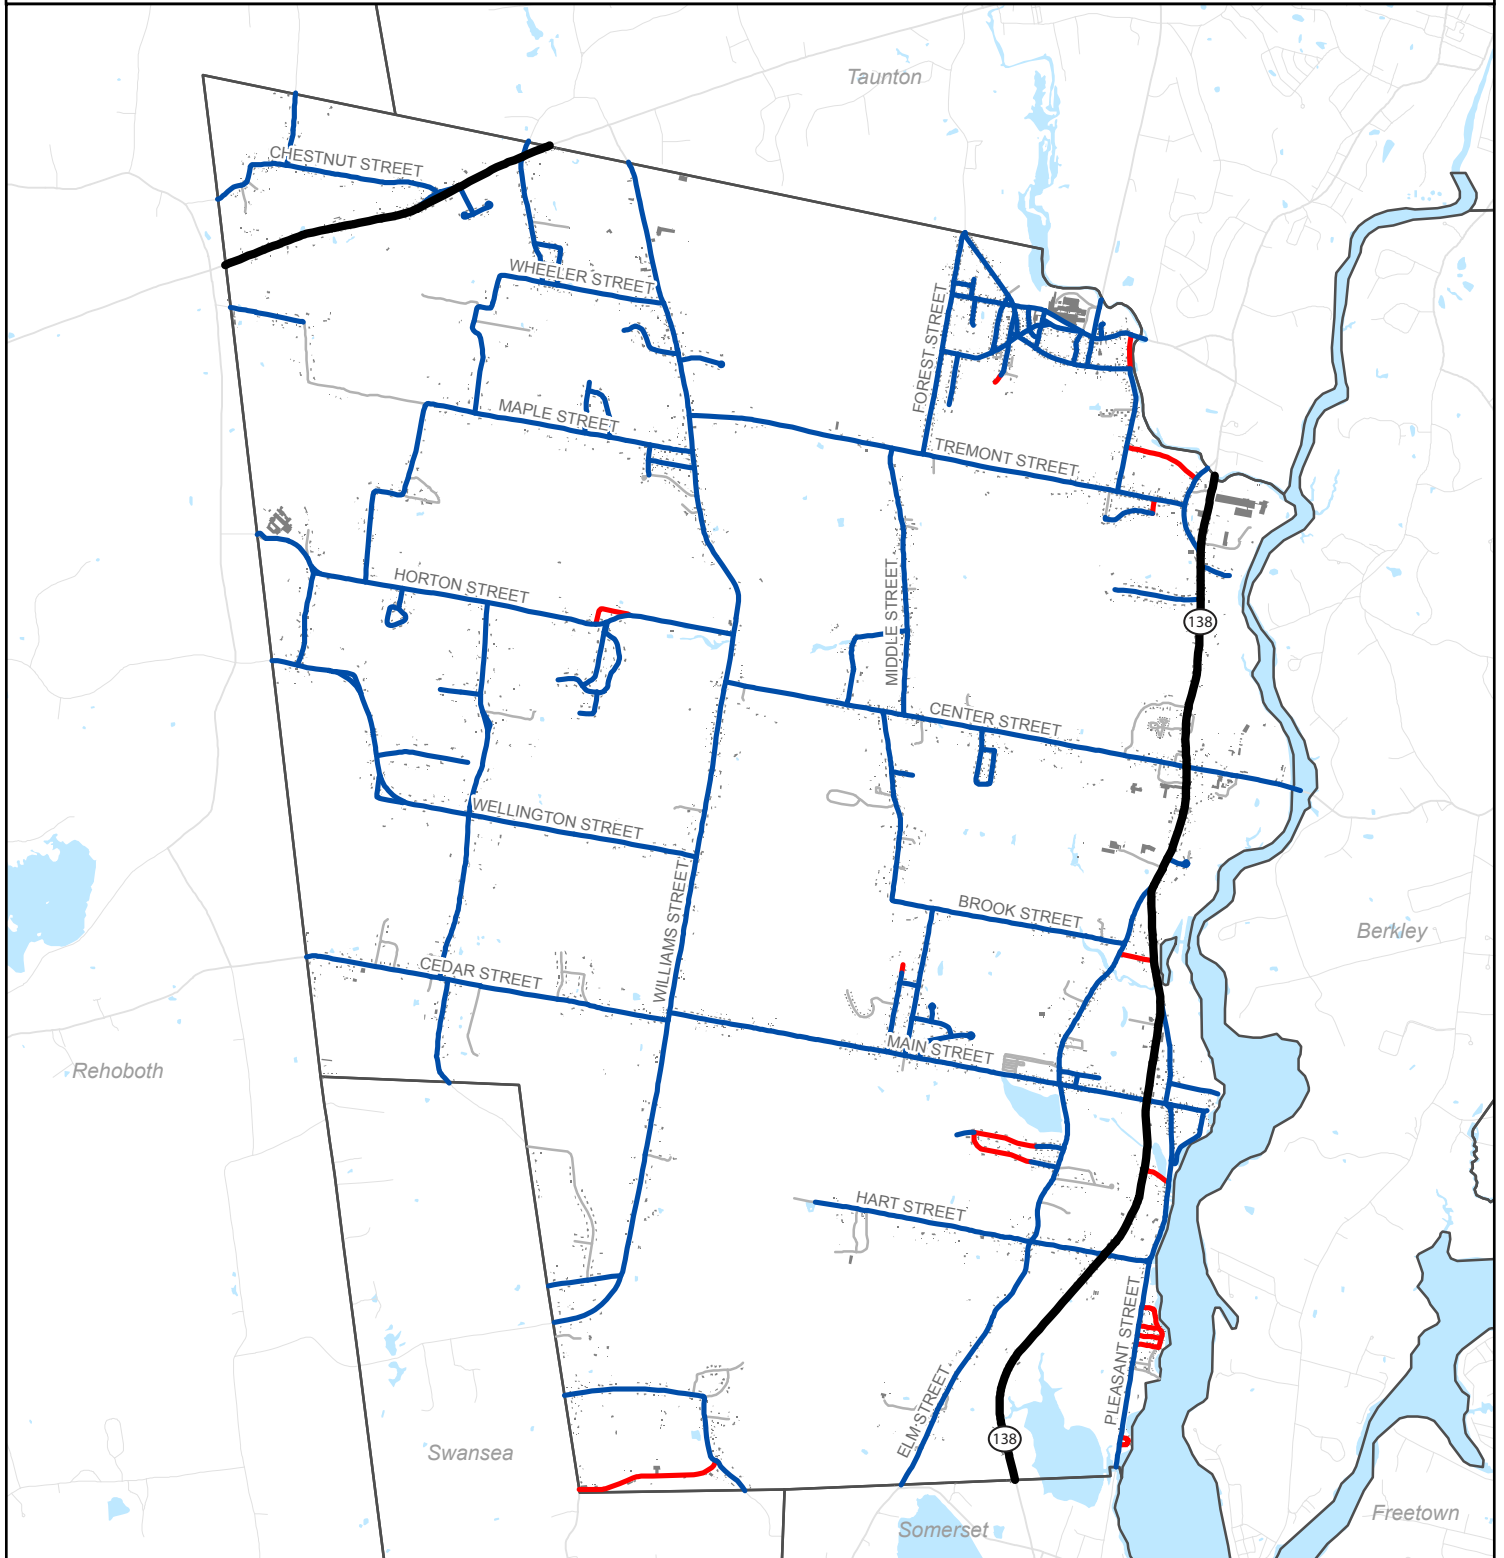 Taunton
CHESTNUT STREET
WHEELER STREET
FOREST STREET
MAPLE STREET
TREMONT STREET
HORTON STREET
MIDDLE STREET
138
CENTER STREET
WELLINGTON STREET
WILLIAMS STREET
BROOK STREET
Berkley
CEDAR STREET
MAIN STREET
Rehoboth
HART STREET
PLEASANT STREET
ELM STREET
138
Swansea
Somerset
Freetown